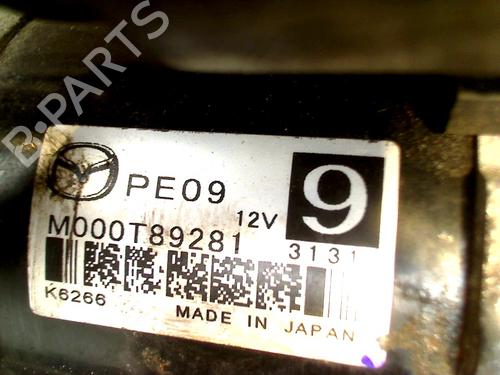 B-PARTS
PE09
12V
9
M000T89281
3131
K6266
MADE IN JAPAN